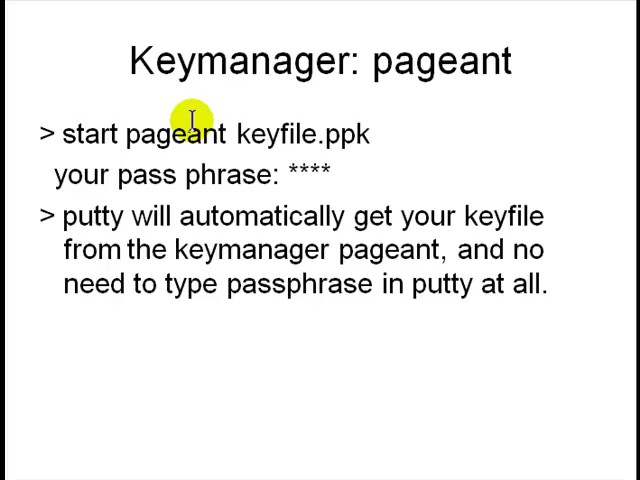 Keymanager: pageant
> start pageant keyfile.ppk
your pass phrase: ****
> putty will automatically get your keyfile
from the keymanager pageant, and no
need to type passphrase in putty at all.